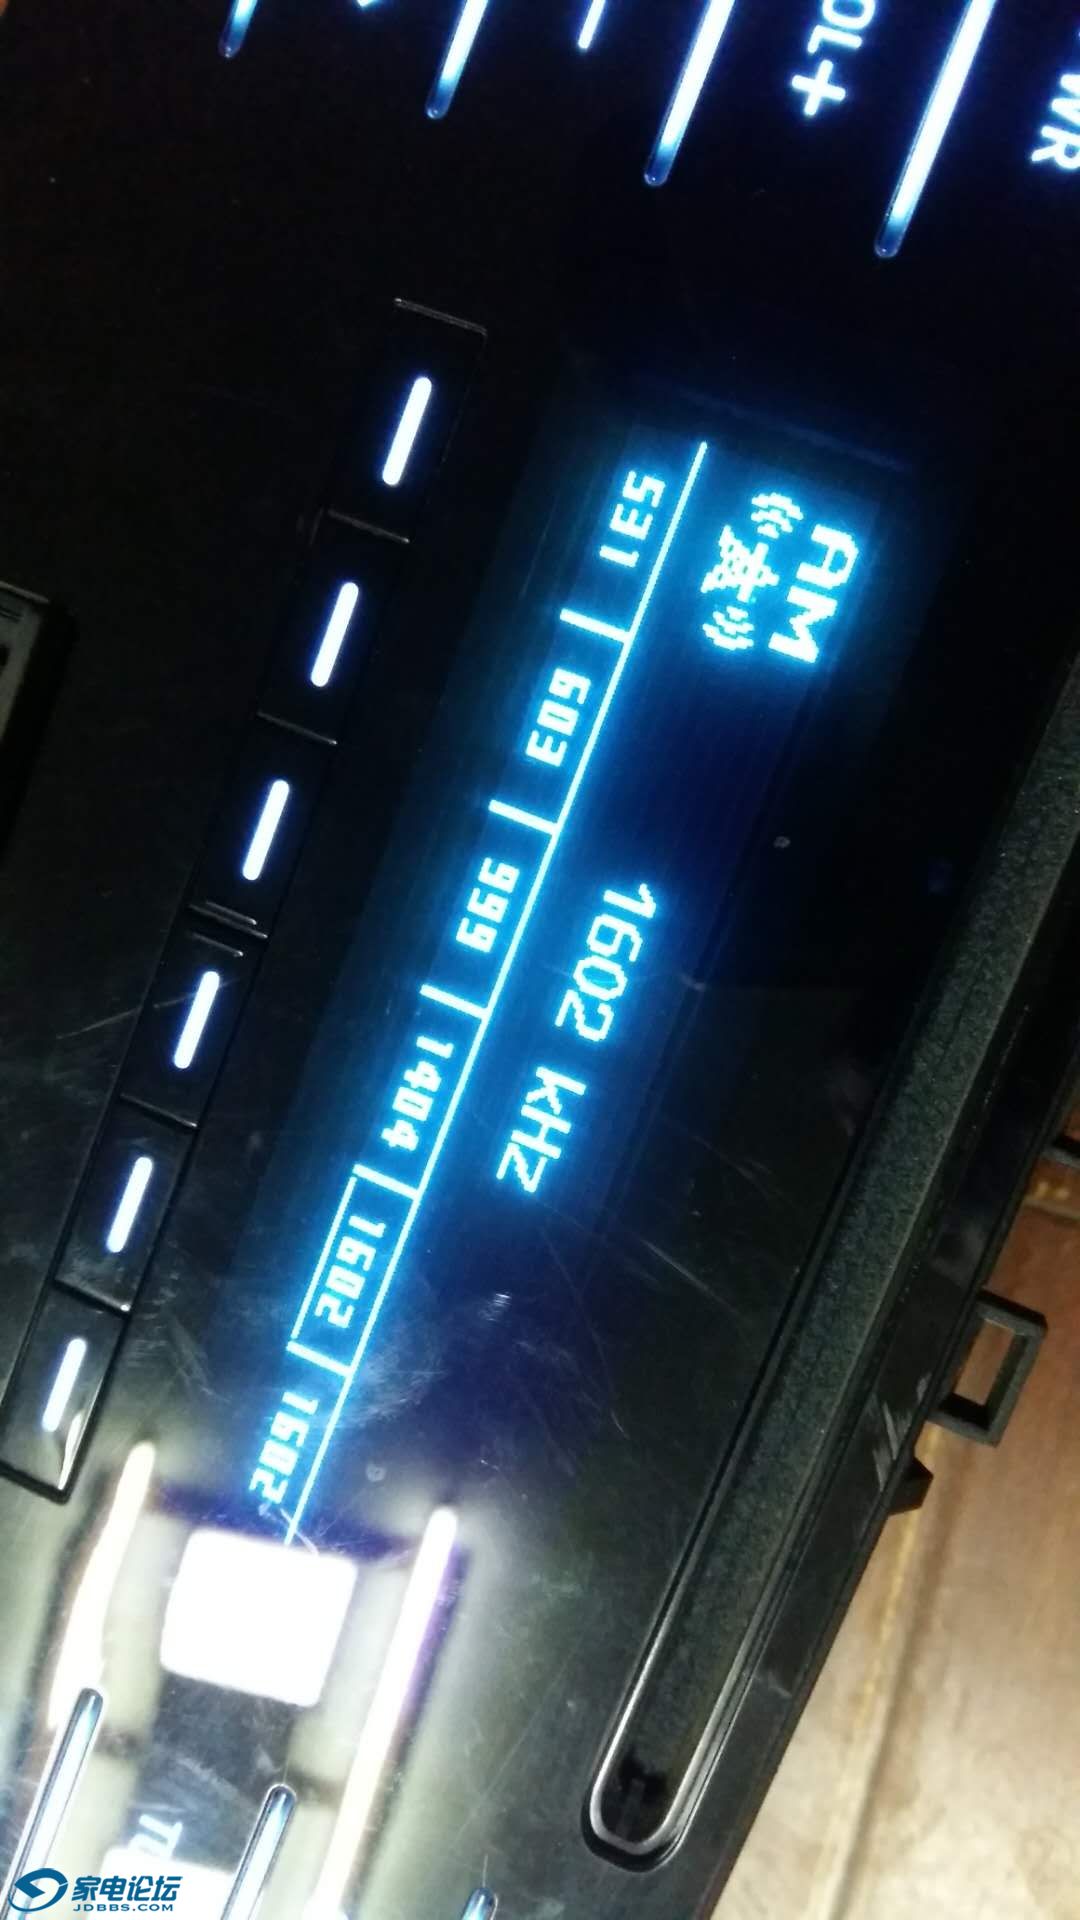 OL+
WR
AM
1602 kHz
531 603 999 1404 1602 1602
家电论坛
JDBBS.COM